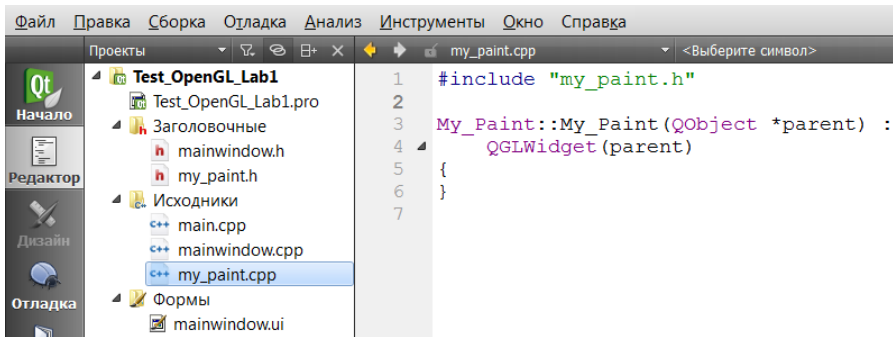 Файл Правка Сборка Отладка Анализ Инструменты Окно Справка
Проекты my_paint.cpp <Выберите символ>
Qt
Начало
Редактор
Дизайн
Отладка
Test_OpenGL_Lab1
Test_OpenGL_Lab1.pro
Заголовочные
h mainwindow.h
h my_paint.h
Исходники
c++ main.cpp
c++ mainwindow.cpp
c++ my_paint.cpp
Формы
mainwindow.ui
1 #include "my_paint.h"
2
3 My_Paint::My_Paint(QObject *parent) :
4 QGLWidget(parent)
5 {
6 }
7